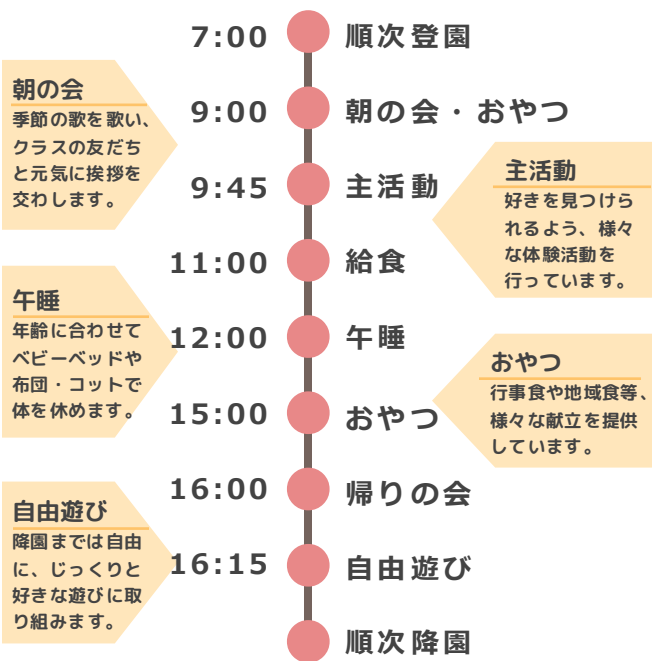 7:00 順次登園
朝の会
季節の歌を歌い、
クラスの友だち
と元気に挨拶を
交わします。
9:00 朝の会・おやつ
9:45 主活動
主活動
好きを見つけら
れるよう、様々
な体験活動を
行っています。
11:00 給食
午睡
年齢に合わせて
ベビーベッドや
布団・コットで
体を休めます。
12:00 午睡
15:00 おやつ
おやつ
行事食や地域食等、
様々な献立を提供
しています。
16:00 帰りの会
自由遊び
降園までは自由
に、じっくりと
好きな遊びに取
り組みます。
16:15 自由遊び
順次降園